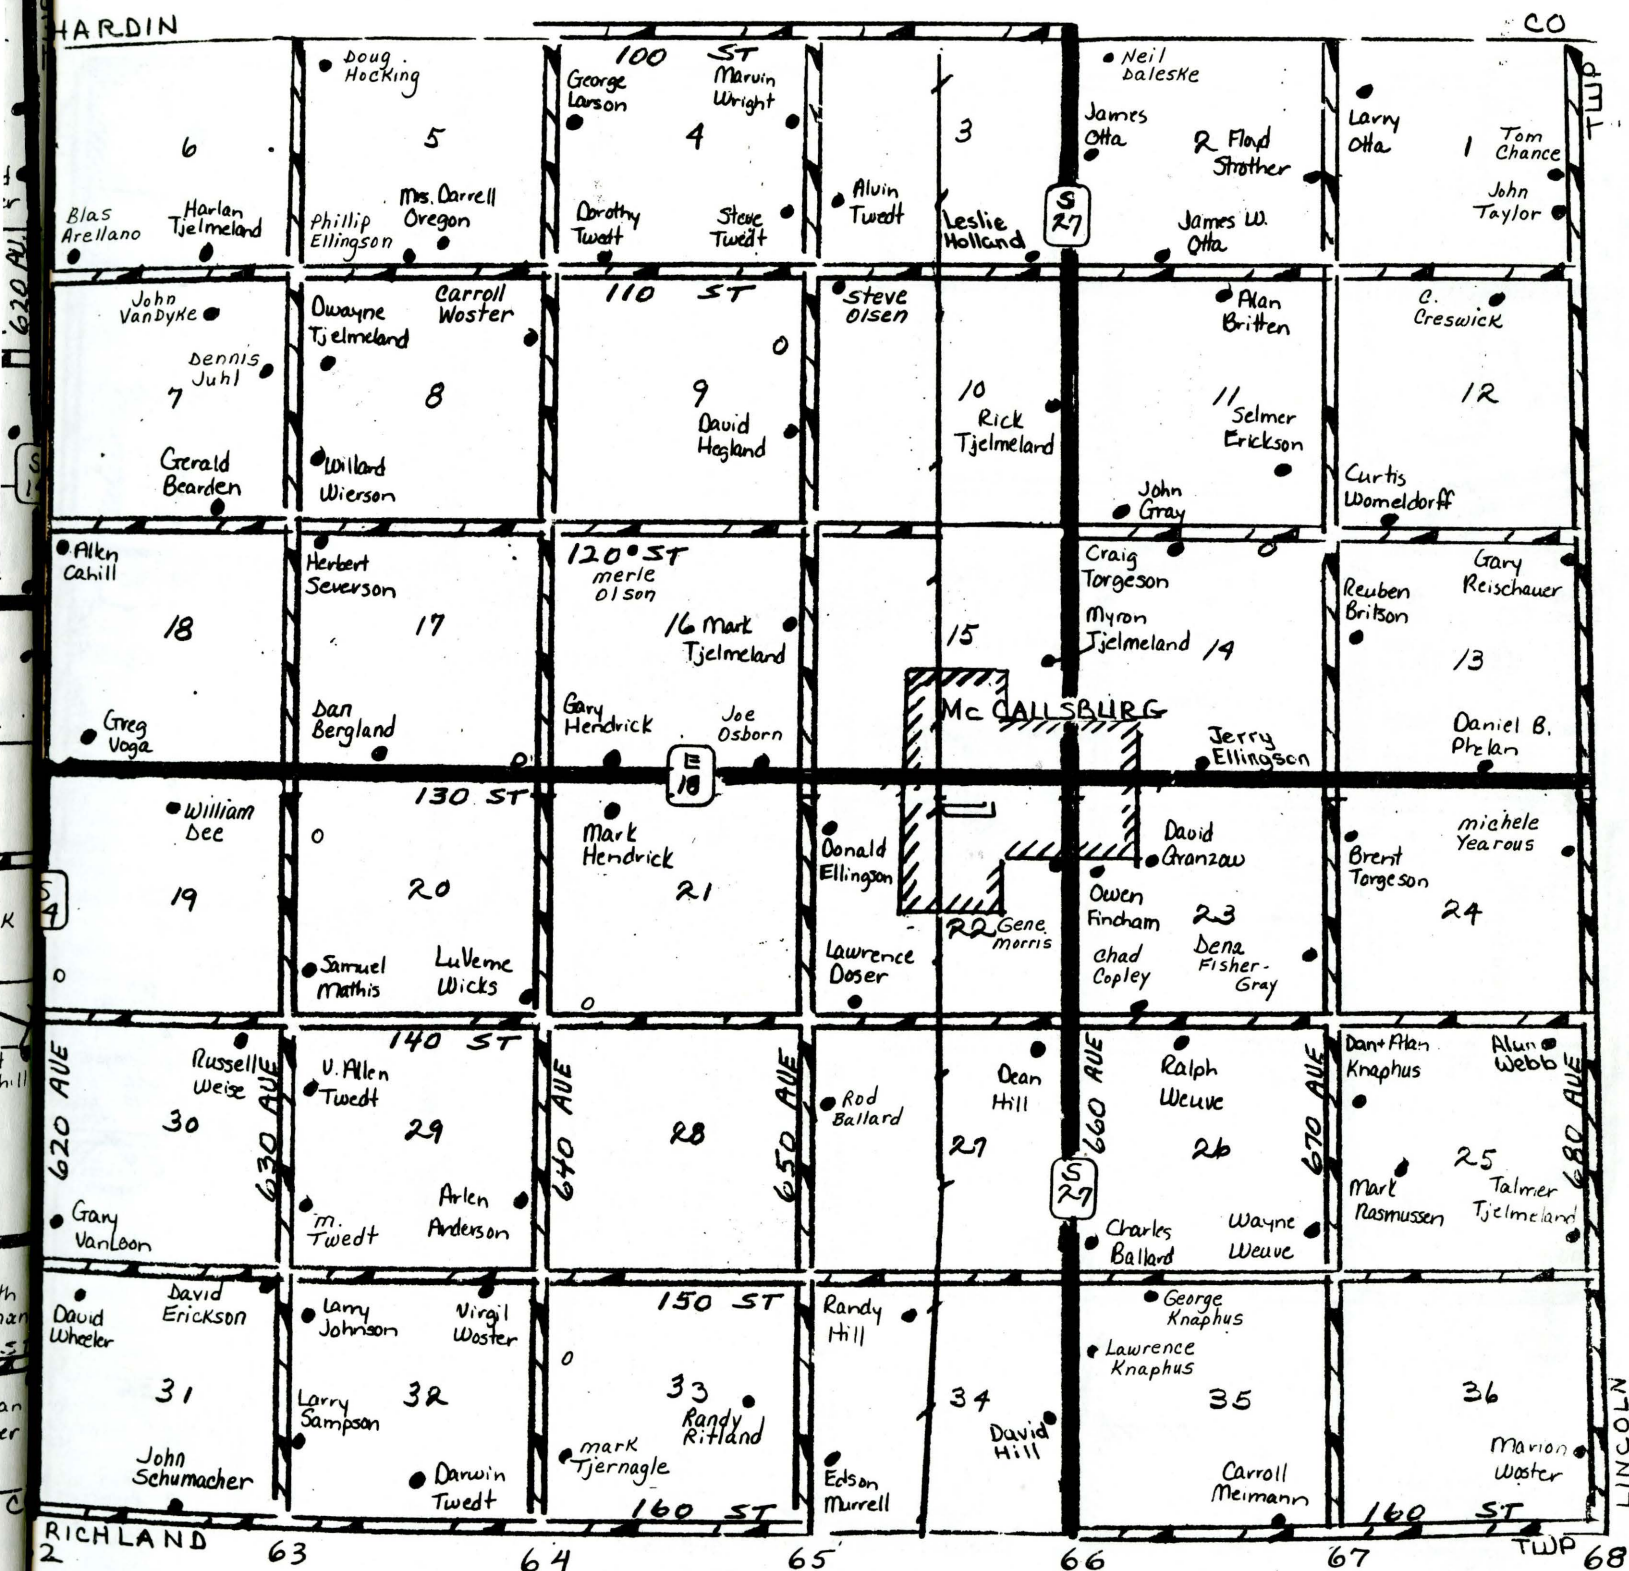 HARDIN
CO
TWP
100 ST
Doug
Hocking
George
Larson
Marvin
Wright
Neil
Daleske
James
Otta
Larry
Otta
6
5
4
3
2
Floyd
Strother
1
Tom
Chance
John
Taylor
Blas
Arellano
Harlan
Tjelmeland
Phillip
Ellingson
Mrs. Darrell
Oregon
Dorothy
Twedt
Steve
Twedt
Alvin
Twedt
Leslie
Holland
S
27
James W.
Otta
620 AV
110 ST
John
VanDyke
Dennis
Juhl
Dwayne
Tjelmeland
Carroll
Woster
Steve
Olsen
Alan
Britten
C.
Creswick
7
8
9
10
11
12
David
Hegland
Rick
Tjelmeland
Selmer
Erickson
Gerald
Bearden
Willard
Wierson
John
Gray
Curtis
Womeldorff
120 ST
Allen
Cahill
Herbert
Severson
merle
Olson
Craig
Torgeson
Gary
Reischauer
Reuben
Britson
18
17
16
Mark
Tjelmeland
15
Myron
Tjelmeland
14
13
Greg
Voga
Dan
Bergland
Gary
Hendrick
Joe
Osborn
Mc CALLSBURG
Jerry
Ellingson
Daniel B.
Phelan
E
18
130 ST
William
Dee
Mark
Hendrick
Donald
Ellingson
David
Granzow
Brent
Torgeson
michele
Yearous
19
20
21
22
Gene
Morris
Owen
Fincham
23
24
Samuel
Mathis
LuVerne
Wicks
Lawrence
Doser
Chad
Copley
Dena
Fisher-
Gray
140 ST
620 AVE
630 AVE
640 AVE
650 AVE
660 AVE
670 AVE
680 AVE
Russell
Weise
V. Allen
Twedt
Rod
Ballard
Dean
Hill
Ralph
Weuve
Dan + Alan
Knaphus
Webb
30
29
28
27
26
25
Gary
VanLoon
m.
Twedt
Arlen
Anderson
S
27
Charles
Ballard
Wayne
Weuve
Mark
Rasmussen
Talmer
Tjelmeland
150 ST
David
Wheeler
David
Erickson
Larry
Johnson
Virgil
Woster
Randy
Hill
George
Knaphus
Lawrence
Knaphus
31
32
33
34
35
36
Larry
Sampson
Randy
Ritland
David
Hill
John
Schumacher
Darwin
Twedt
mark
Tjernagle
Edson
Murrell
Carroll
Meimann
Marion
Woster
160 ST
160 ST
LINCOLN
RICHLAND
TWP
2
63
64
65
66
67
68